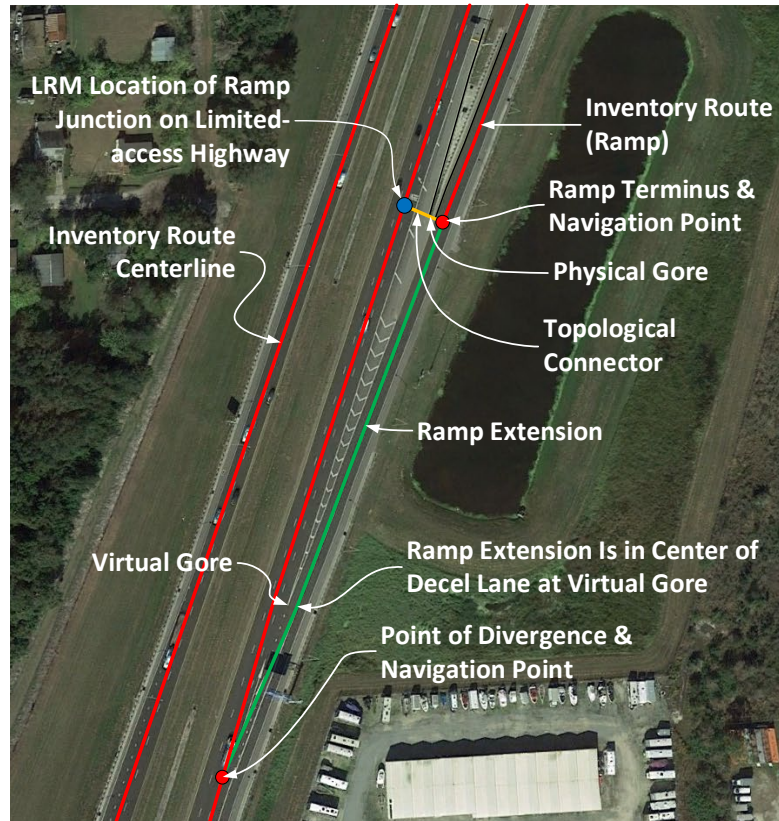 LRM Location of Ramp
Junction on Limited-
access Highway
Inventory Route
(Ramp)
Ramp Terminus &
Navigation Point
Inventory Route
Centerline
Physical Gore
Topological
Connector
Ramp Extension
Virtual Gore
Ramp Extension Is in Center of
Decel Lane at Virtual Gore
Point of Divergence &
Navigation Point